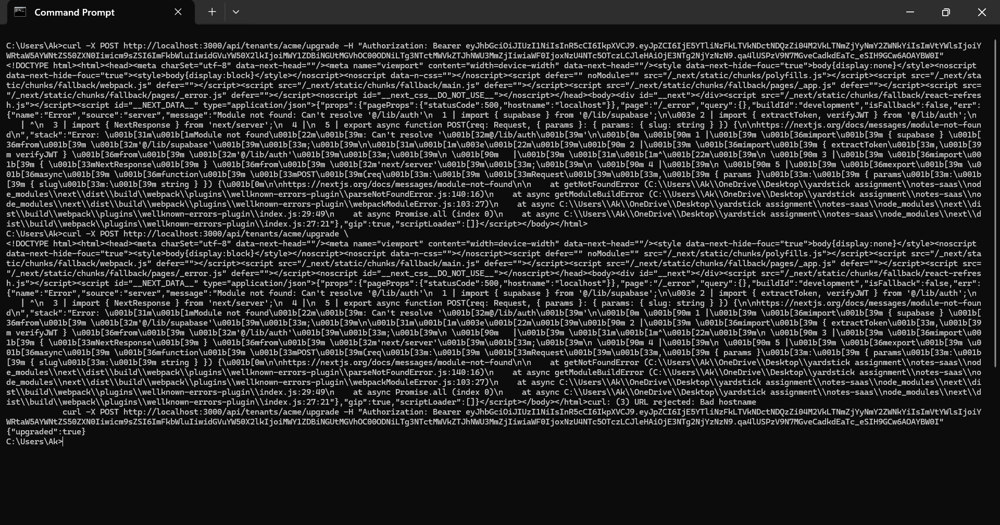 Command Prompt
C:\Users\Ak>curl -X POST http://localhost:3000/api/tenants/acme/upgrade -H "Authorization: Bearer eyJhbGciOiJIUzI1NiIsInR5cCI6IkpXVCJ9.eyJpZCI6IjE5YTliNzFkLTVkNDctNDQzZi04M2VkLTNmZjYyNmY2ZWNkYiIsImVtYWlsIjoiY
WRtaW5AYWNtZS50ZXN0Iiwicm9sZSI6ImFkbWluIiwidGVuYW50X2lkIjoiMWY1ZDBiNGUtMGVhOC00ODNiLTg3NTctMWVkZTJhNWU3MmZjIiwiaWF0IjoxNzU4NTc5OTczLCJleHAiOjE3NTg2NjYzNzN9.qa4lUSPzV9N7MGveCadkdEaTc_eSIH9GCw6AOAYBW0I"
<!DOCTYPE html><html><head><meta charSet="utf-8" data-next-head=""/><meta name="viewport" content="width=device-width" data-next-head=""/><style data-next-hide-fouc="true">body{display:none}</style><noscript
data-next-hide-fouc="true"><style>body{display:block}</style></noscript><noscript data-n-css=""></noscript><script defer="" noModule="" src="/_next/static/chunks/polyfills.js"></script><script src="/_next/sta
tic/chunks/fallback/webpack.js" defer=""></script><script src="/_next/static/chunks/fallback/main.js" defer=""></script><script src="/_next/static/chunks/fallback/pages/_app.js" defer=""></script><script src=
"/_next/static/chunks/fallback/pages/_error.js" defer=""></script><noscript id="__next_css__DO_NOT_USE__"></noscript></head><body><div id="__next"></div><script src="/_next/static/chunks/fallback/react-refres
h.js"></script><script id="__NEXT_DATA__" type="application/json">{"props":{"pageProps":{"statusCode":500,"hostname":"localhost"}},"page":"/_error","query":{},"buildId":"development","isFallback":false,"err":
{"name":"Error","source":"server","message":"Module not found: Can't resolve '@/lib/auth'\n  1 | import { supabase } from '@/lib/supabase';\n\u003e 2 | import { extractToken, verifyJWT } from '@/lib/auth';\n
   | ^\n  3 | import { NextResponse } from 'next/server';\n  4 |\n  5 | export async function POST(req: Request, { params }: { params: { slug: string } }) {\n\nhttps://nextjs.org/docs/messages/module-not-foun
d\n","stack":"Error: \u001b[31m\u001b[1mModule not found\u001b[22m\u001b[39m: Can't resolve '\u001b[32m@/lib/auth\u001b[39m'\n\u001b[0m \u001b[90m 1 |\u001b[39m \u001b[36mimport\u001b[39m { supabase } \u001b[
36mfrom\u001b[39m \u001b[32m'@/lib/supabase'\u001b[39m\u001b[33m;\u001b[39m\n\u001b[31m\u001b[1m\u003e\u001b[22m\u001b[39m\u001b[90m 2 |\u001b[39m \u001b[36mimport\u001b[39m { extractToken\u001b[33m,\u001b[39
m verifyJWT } \u001b[36mfrom\u001b[39m \u001b[32m'@/lib/auth'\u001b[39m\u001b[33m;\u001b[39m\n \u001b[90m   |\u001b[39m \u001b[31m\u001b[1m^\u001b[22m\u001b[39m\n \u001b[90m 3 |\u001b[39m \u001b[36mimport\u00
1b[39m { \u001b[33mNextResponse\u001b[39m } \u001b[36mfrom\u001b[39m \u001b[32m'next/server'\u001b[39m\u001b[33m;\u001b[39m\n \u001b[90m 4 |\u001b[39m\n \u001b[90m 5 |\u001b[39m \u001b[36mexport\u001b[39m \u0
01b[36masync\u001b[39m \u001b[36mfunction\u001b[39m \u001b[33mPOST\u001b[39m(req\u001b[33m:\u001b[39m \u001b[33mRequest\u001b[39m\u001b[33m,\u001b[39m { params }\u001b[33m:\u001b[39m { params\u001b[33m:\u001b
[39m { slug\u001b[33m:\u001b[39m string } }) {\u001b[0m\n\nhttps://nextjs.org/docs/messages/module-not-found\n\n    at getNotFoundError (C:\\Users\\Ak\\OneDrive\\Desktop\\yardstick assignment\\notes-saas\\nod
e_modules\\next\\dist\\build\\webpack\\plugins\\wellknown-errors-plugin\\parseNotFoundError.js:140:16)\n    at async getModuleBuildError (C:\\Users\\Ak\\OneDrive\\Desktop\\yardstick assignment\\notes-saas\\no
de_modules\\next\\dist\\build\\webpack\\plugins\\wellknown-errors-plugin\\webpackModuleError.js:103:27)\n    at async C:\\Users\\Ak\\OneDrive\\Desktop\\yardstick assignment\\notes-saas\\node_modules\\next\\di
st\\build\\webpack\\plugins\\wellknown-errors-plugin\\index.js:29:49\n    at async Promise.all (index 0)\n    at async C:\\Users\\Ak\\OneDrive\\Desktop\\yardstick assignment\\notes-saas\\node_modules\\next\\d
ist\\build\\webpack\\plugins\\wellknown-errors-plugin\\index.js:27:21"},"gip":true,"scriptLoader":[]}</script></body></html>
C:\Users\Ak>curl -X POST http://localhost:3000/api/tenants/acme/upgrade \
<!DOCTYPE html><html><head><meta charSet="utf-8" data-next-head=""/><meta name="viewport" content="width=device-width" data-next-head=""/><style data-next-hide-fouc="true">body{display:none}</style><noscript
data-next-hide-fouc="true"><style>body{display:block}</style></noscript><noscript data-n-css=""></noscript><script defer="" noModule="" src="/_next/static/chunks/polyfills.js"></script><script src="/_next/sta
tic/chunks/fallback/webpack.js" defer=""></script><script src="/_next/static/chunks/fallback/main.js" defer=""></script><script src="/_next/static/chunks/fallback/pages/_app.js" defer=""></script><script src=
"/_next/static/chunks/fallback/pages/_error.js" defer=""></script><noscript id="__next_css__DO_NOT_USE__"></noscript></head><body><div id="__next"></div><script src="/_next/static/chunks/fallback/react-refres
h.js"></script><script id="__NEXT_DATA__" type="application/json">{"props":{"pageProps":{"statusCode":500,"hostname":"localhost"}},"page":"/_error","query":{},"buildId":"development","isFallback":false,"err":
{"name":"Error","source":"server","message":"Module not found: Can't resolve '@/lib/auth'\n  1 | import { supabase } from '@/lib/supabase';\n\u003e 2 | import { extractToken, verifyJWT } from '@/lib/auth';\n
   | ^\n  3 | import { NextResponse } from 'next/server';\n  4 |\n  5 | export async function POST(req: Request, { params }: { params: { slug: string } }) {\n\nhttps://nextjs.org/docs/messages/module-not-foun
d\n","stack":"Error: \u001b[31m\u001b[1mModule not found\u001b[22m\u001b[39m: Can't resolve '\u001b[32m@/lib/auth\u001b[39m'\n\u001b[0m \u001b[90m 1 |\u001b[39m \u001b[36mimport\u001b[39m { supabase } \u001b[
36mfrom\u001b[39m \u001b[32m'@/lib/supabase'\u001b[39m\u001b[33m;\u001b[39m\n\u001b[31m\u001b[1m\u003e\u001b[22m\u001b[39m\u001b[90m 2 |\u001b[39m \u001b[36mimport\u001b[39m { extractToken\u001b[33m,\u001b[39
m verifyJWT } \u001b[36mfrom\u001b[39m \u001b[32m'@/lib/auth'\u001b[39m\u001b[33m;\u001b[39m\n \u001b[90m   |\u001b[39m \u001b[31m\u001b[1m^\u001b[22m\u001b[39m\n \u001b[90m 3 |\u001b[39m \u001b[36mimport\u00
1b[39m { \u001b[33mNextResponse\u001b[39m } \u001b[36mfrom\u001b[39m \u001b[32m'next/server'\u001b[39m\u001b[33m;\u001b[39m\n \u001b[90m 4 |\u001b[39m\n \u001b[90m 5 |\u001b[39m \u001b[36mexport\u001b[39m \u0
01b[36masync\u001b[39m \u001b[36mfunction\u001b[39m \u001b[33mPOST\u001b[39m(req\u001b[33m:\u001b[39m \u001b[33mRequest\u001b[39m\u001b[33m,\u001b[39m { params }\u001b[33m:\u001b[39m { params\u001b[33m:\u001b
[39m { slug\u001b[33m:\u001b[39m string } }) {\u001b[0m\n\nhttps://nextjs.org/docs/messages/module-not-found\n\n    at getNotFoundError (C:\\Users\\Ak\\OneDrive\\Desktop\\yardstick assignment\\notes-saas\\nod
e_modules\\next\\dist\\build\\webpack\\plugins\\wellknown-errors-plugin\\parseNotFoundError.js:140:16)\n    at async getModuleBuildError (C:\\Users\\Ak\\OneDrive\\Desktop\\yardstick assignment\\notes-saas\\no
de_modules\\next\\dist\\build\\webpack\\plugins\\wellknown-errors-plugin\\webpackModuleError.js:103:27)\n    at async C:\\Users\\Ak\\OneDrive\\Desktop\\yardstick assignment\\notes-saas\\node_modules\\next\\di
st\\build\\webpack\\plugins\\wellknown-errors-plugin\\index.js:29:49\n    at async Promise.all (index 0)\n    at async C:\\Users\\Ak\\OneDrive\\Desktop\\yardstick assignment\\notes-saas\\node_modules\\next\\d
ist\\build\\webpack\\plugins\\wellknown-errors-plugin\\index.js:27:21"},"gip":true,"scriptLoader":[]}</script></body></html>curl: (3) URL rejected: Bad hostname
            curl -X POST http://localhost:3000/api/tenants/acme/upgrade -H "Authorization: Bearer eyJhbGciOiJIUzI1NiIsInR5cCI6IkpXVCJ9.eyJpZCI6IjE5YTliNzFkLTVkNDctNDQzZi04M2VkLTNmZjYyNmY2ZWNkYiIsImVtYWlsIjoiY
WRtaW5AYWNtZS50ZXN0Iiwicm9sZSI6ImFkbWluIiwidGVuYW50X2lkIjoiMWY1ZDBiNGUtMGVhOC00ODNiLTg3NTctMWVkZTJhNWU3MmZjIiwiaWF0IjoxNzU4NTc5OTczLCJleHAiOjE3NTg2NjYzNzN9.qa4lUSPzV9N7MGveCadkdEaTc_eSIH9GCw6AOAYBW0I"
{"upgraded":true}
C:\Users\Ak>